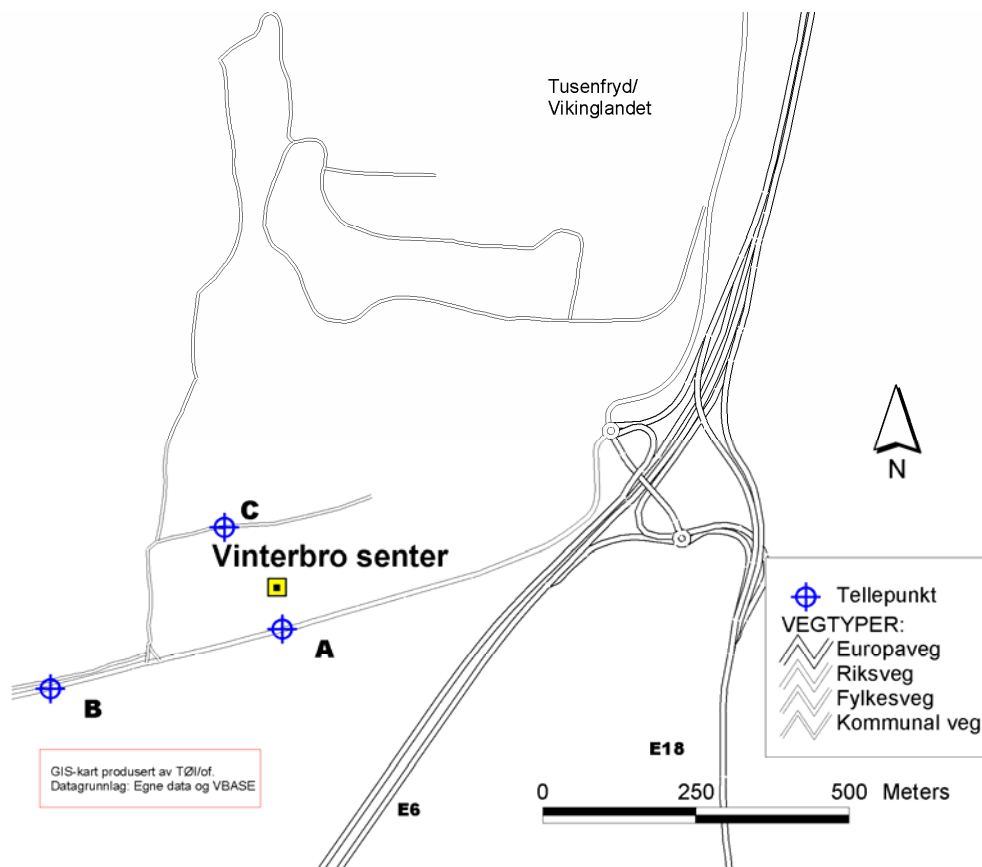 Tusenfryd/
Vikinglandet
N
C
Vinterbro senter
A
B
Tellepunkt
VEGTYPER:
Europaveg
Riksveg
Fylkesveg
Kommunal veg
E18
E6
GIS-kart produsert av TØI/of.
Datagrunnlag: Egne data og VBASE
0 250 500 Meters